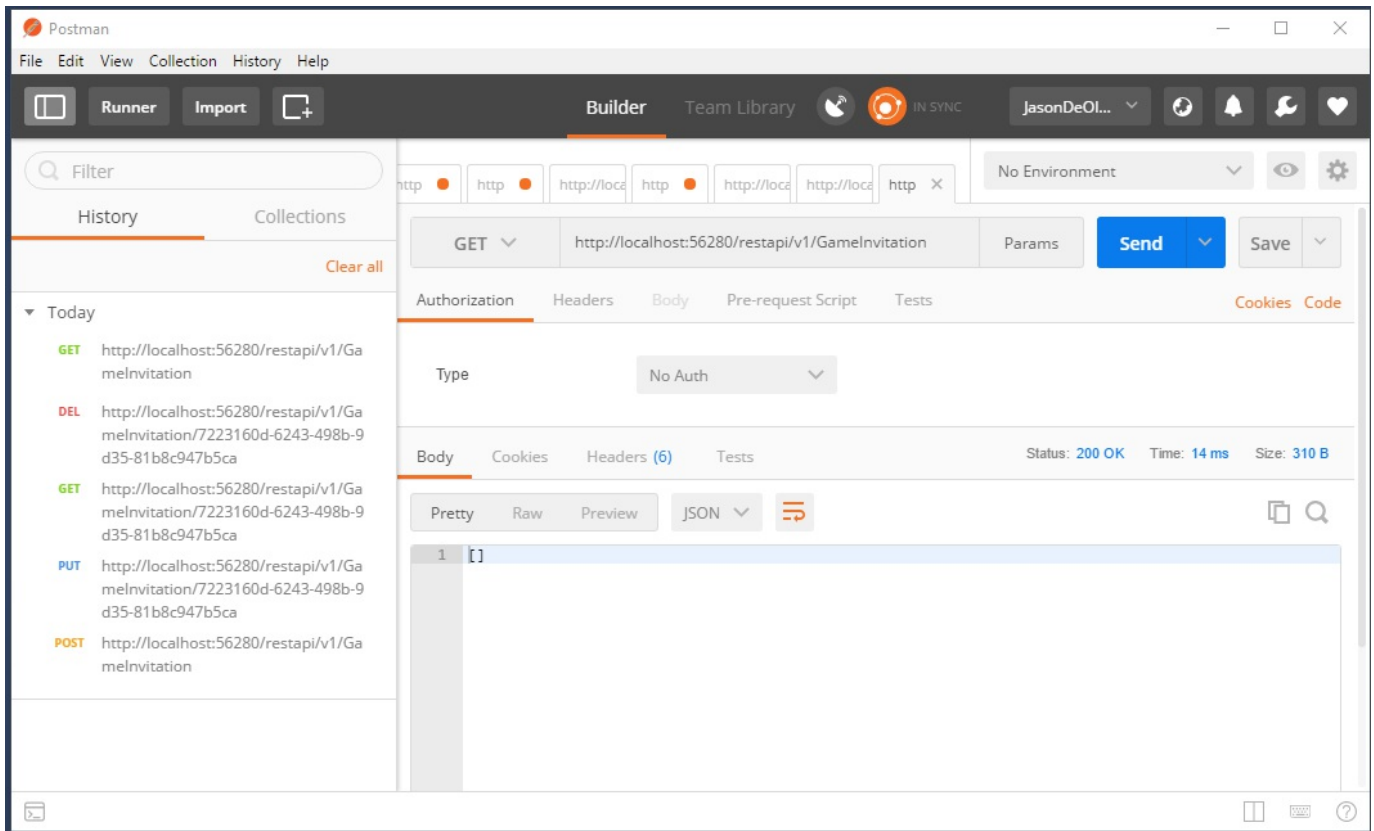 Postman
File Edit View Collection History Help
Runner Import Builder Team Library IN SYNC JasonDeOl...
Filter
History Collections
Clear all
Today
GET http://localhost:56280/restapi/v1/Ga
meInvitation
DEL http://localhost:56280/restapi/v1/Ga
meInvitation/7223160d-6243-498b-9
d35-81b8c947b5ca
GET http://localhost:56280/restapi/v1/Ga
meInvitation/7223160d-6243-498b-9
d35-81b8c947b5ca
PUT http://localhost:56280/restapi/v1/Ga
meInvitation/7223160d-6243-498b-9
d35-81b8c947b5ca
POST http://localhost:56280/restapi/v1/Ga
meInvitation
http http http://loca http http://loca http://loca http
No Environment
GET http://localhost:56280/restapi/v1/GameInvitation Params Send Save
Authorization Headers Body Pre-request Script Tests Cookies Code
Type No Auth
Body Cookies Headers (6) Tests Status: 200 OK Time: 14 ms Size: 310 B
Pretty Raw Preview JSON
1 []